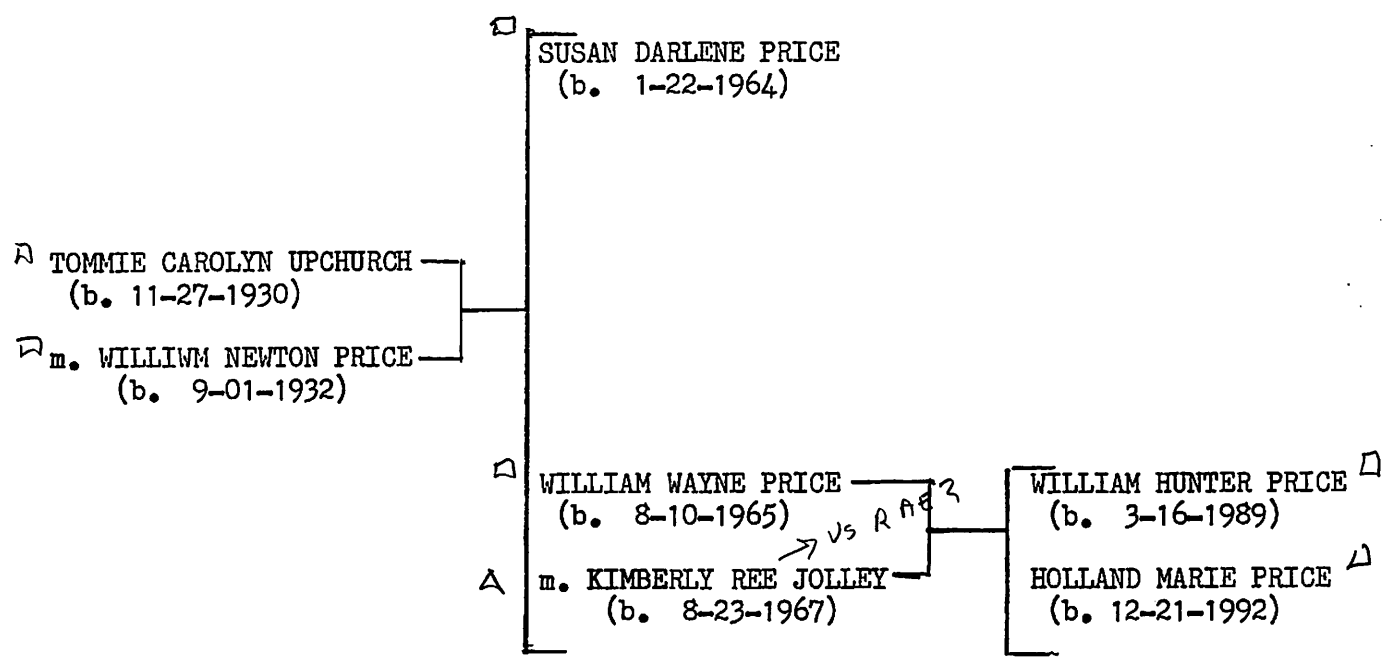 SUSAN DARLENE PRICE
(b. 1-22-1964)
TOMMIE CAROLYN UPCHURCH
(b. 11-27-1930)
m. WILLIWM NEWTON PRICE
(b. 9-01-1932)
WILLIAM WAYNE PRICE
(b. 8-10-1965)
vs RAE?
m. KIMBERLY REE JOLLEY
(b. 8-23-1967)
WILLIAM HUNTER PRICE
(b. 3-16-1989)
HOLLAND MARIE PRICE
(b. 12-21-1992)